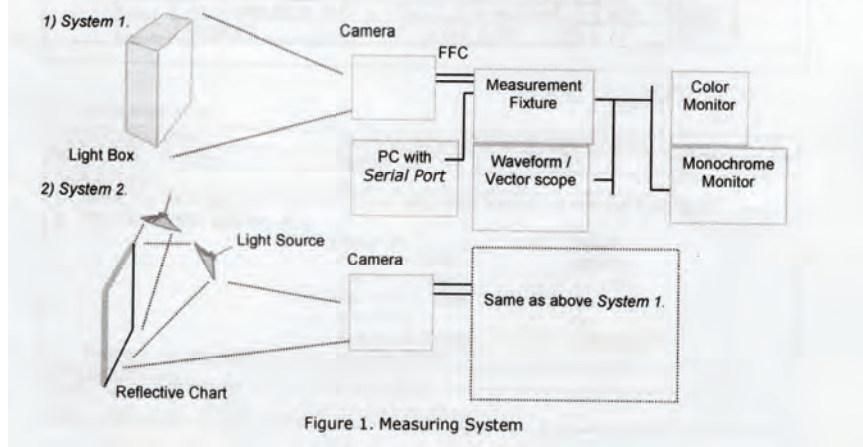 1) System 1.
Camera
FFC
Measurement
Fixture
Color
Monitor
Light Box
PC with
Serial Port
Waveform /
Vector scope
Monochrome
Monitor
2) System 2.
Light Source
Camera
Same as above System 1.
Reflective Chart
Figure 1. Measuring System